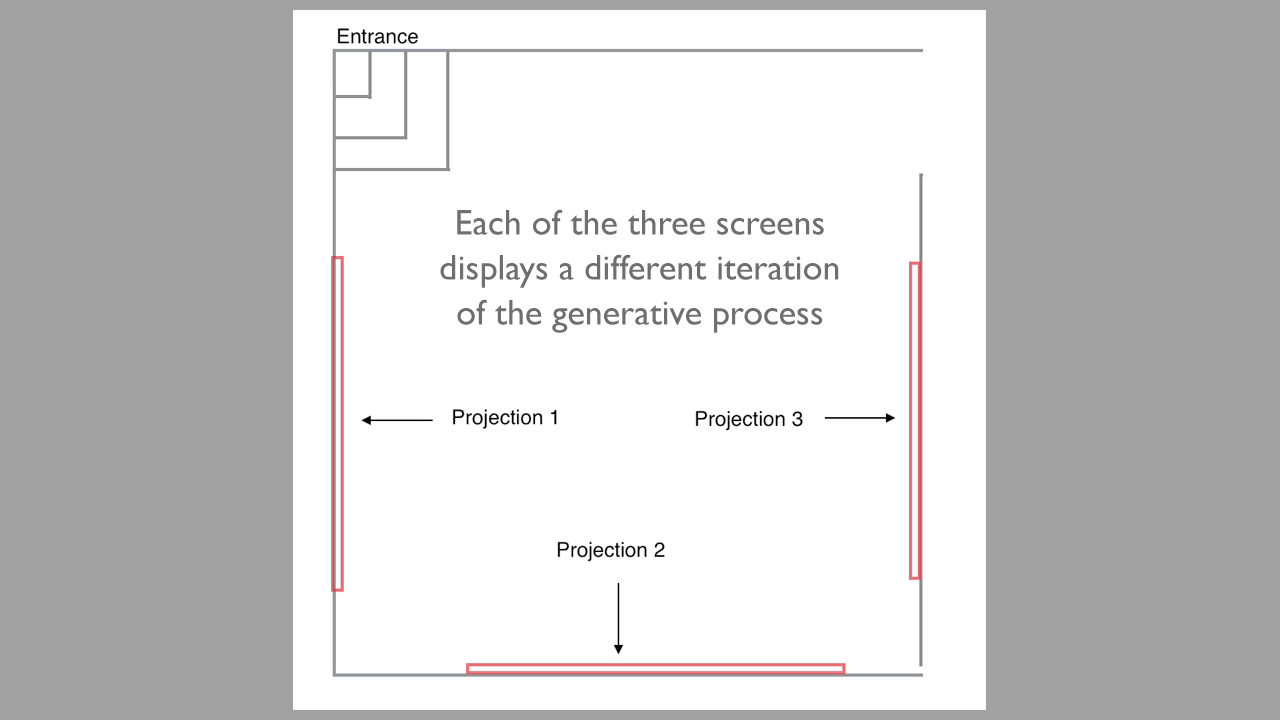 Entrance
Each of the three screens
displays a different iteration
of the generative process
Projection 1
Projection 3
Projection 2